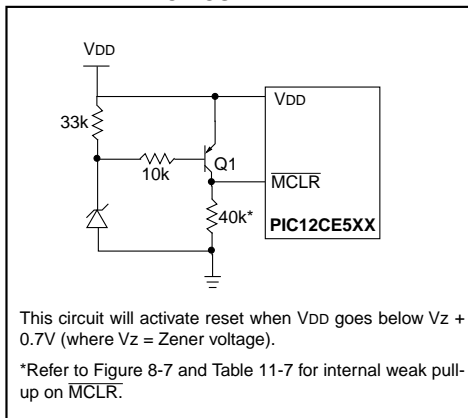 VDD
33k
10k
Q1
40k*
VDD
MCLR
PIC12CE5XX
This circuit will activate reset when VDD goes below Vz +
0.7V (where Vz = Zener voltage).
*Refer to Figure 8-7 and Table 11-7 for internal weak pull-
up on MCLR.